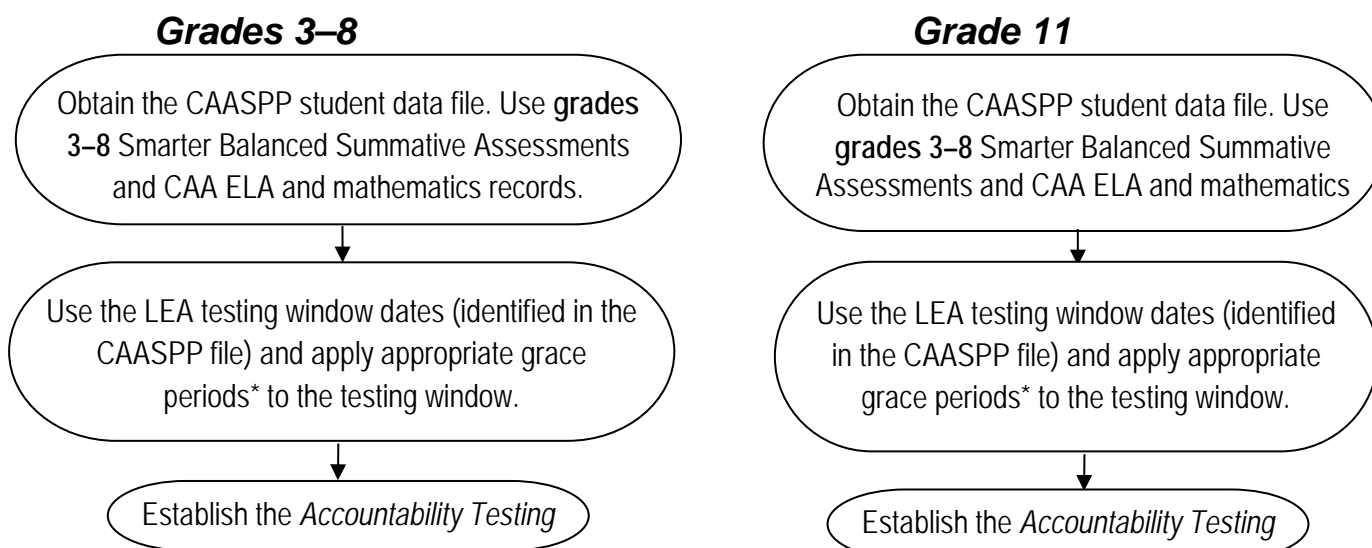 Grades 3–8
Obtain the CAASPP student data file. Use grades
3–8 Smarter Balanced Summative Assessments
and CAA ELA and mathematics records.
Use the LEA testing window dates (identified in the
CAASPP file) and apply appropriate grace
periods* to the testing window.
Establish the Accountability Testing
Grade 11
Obtain the CAASPP student data file. Use
grades 3–8 Smarter Balanced Summative
Assessments and CAA ELA and mathematics
Use the LEA testing window dates (identified
in the CAASPP file) and apply appropriate
grace periods* to the testing window.
Establish the Accountability Testing